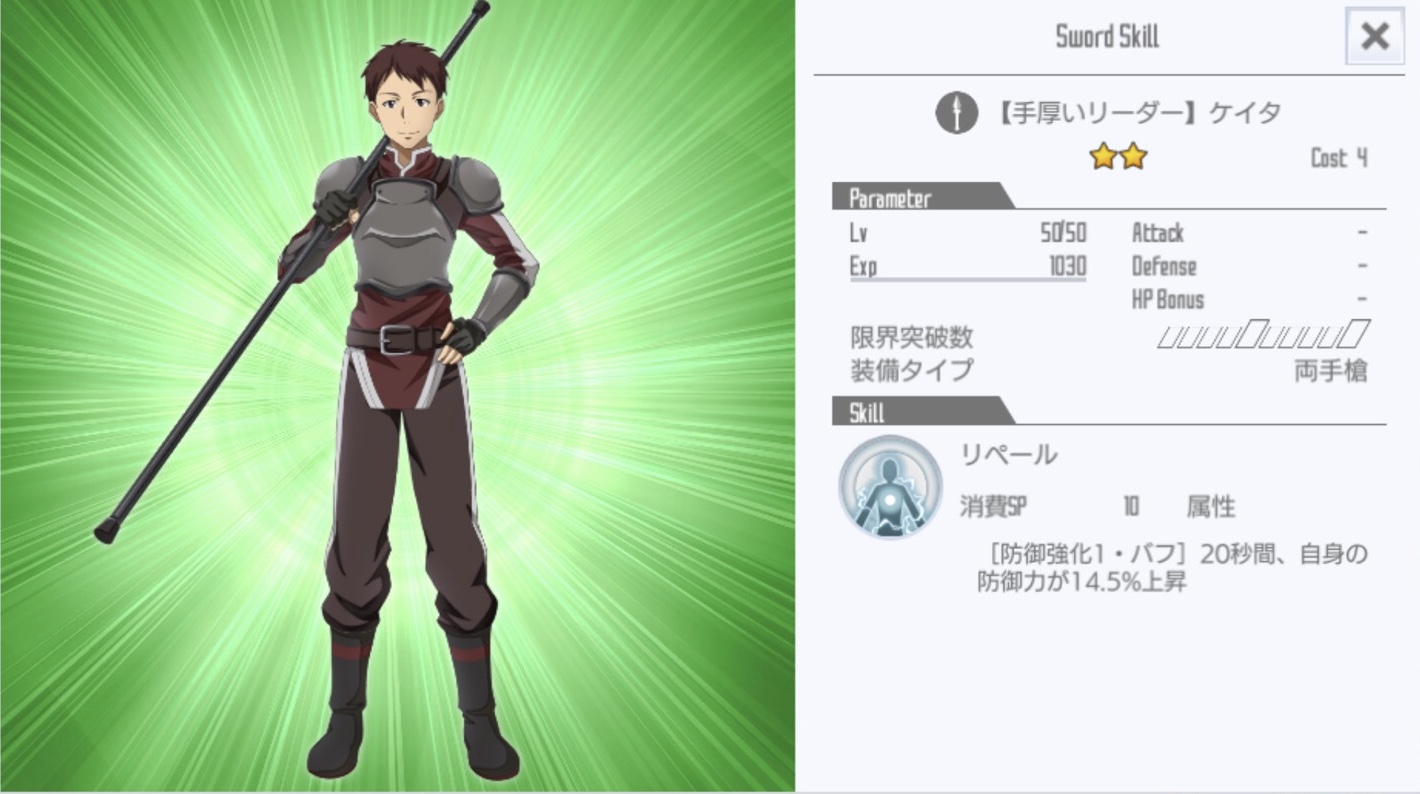 Sword Skill
【手厚いリーダー】ケイタ
Cost 4
Parameter
Lv 50/50 Attack -
Exp 1030 Defense -
HP Bonus -
限界突破数
装備タイプ 両手槍
Skill
リペール
消費SP 10 属性
［防御強化1・バフ］20秒間、自身の
防御力が14.5%上昇